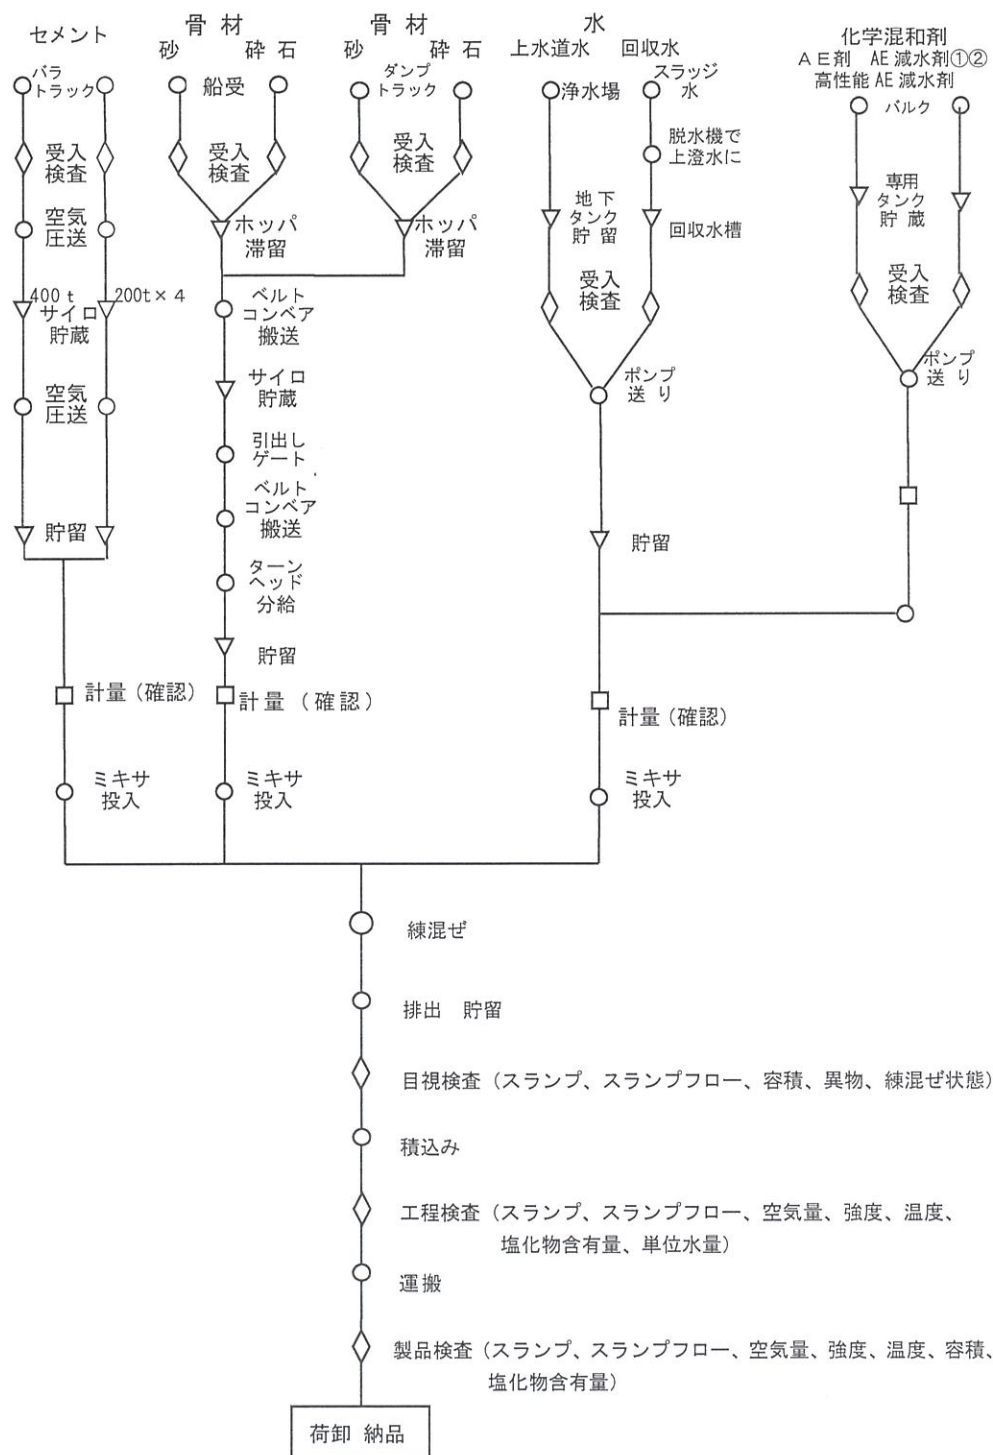 セメント
バラ
トラック
受入
検査
空気
圧送
400 t
200t×4
サイロ
貯蔵
空気
圧送
貯留
計量(確認)
ミキサ
投入
骨 材
砂 砕 石
船受
受入
検査
ホッパ
滞留
骨 材
砂 砕 石
ダンプ
トラック
受入
検査
ホッパ
滞留
ベルト
コンベア
搬送
サイロ
貯蔵
引出し
ゲート
ベルト
コンベア
搬送
ターン
ヘッド
分給
貯留
計量(確認)
ミキサ
投入
水
上水道水 回収水
浄水場
スラッジ
水
脱水機で
上澄水に
地下
タンク
貯 留
回収水槽
受入
検査
ポンプ
送り
貯留
化学混和剤
AE剤 AE減水剤①②
高性能AE減水剤
バルク
専用
タンク
貯 蔵
受入
検査
ポンプ
送り
計量(確認)
ミキサ
投入
練混ぜ
排出 貯留
目視検査(スランプ、スランプフロー、容積、異物、練混ぜ状態)
積込み
工程検査(スランプ、スランプフロー、空気量、強度、温度、
塩化物含有量、単位水量)
運搬
製品検査(スランプ、スランプフロー、空気量、強度、温度、容積、
塩化物含有量)
荷卸 納品